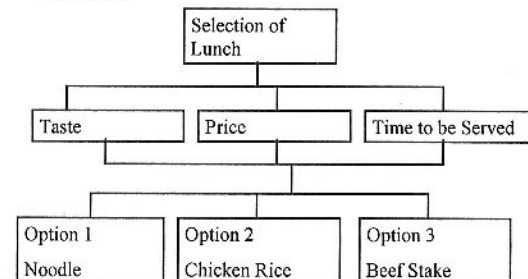 Selection of
Lunch
Taste
Price
Time to be Served
Option 1
Noodle
Option 2
Chicken Rice
Option 3
Beef Stake